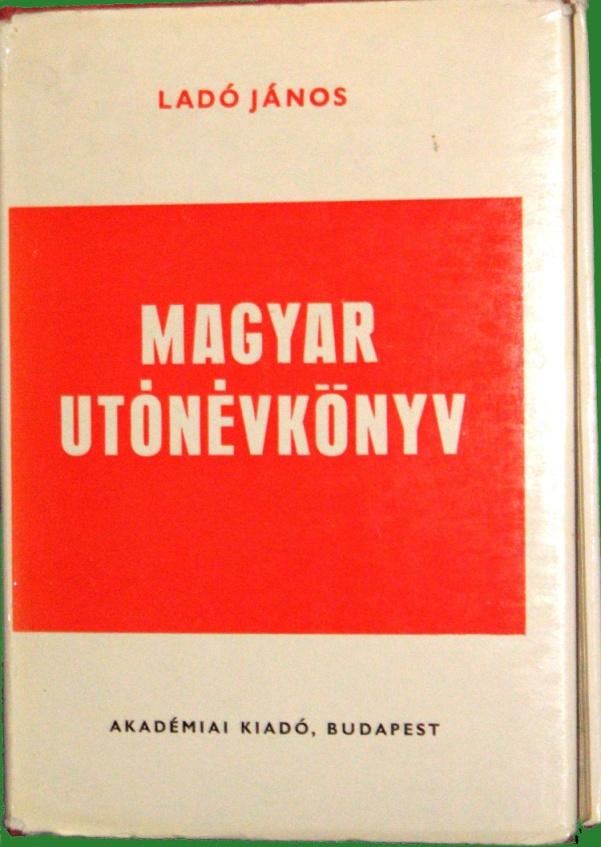 LADÓ JÁNOS
MAGYAR
UTÓNÉVKÖNYV
AKADÉMIAI KIADÓ, BUDAPEST